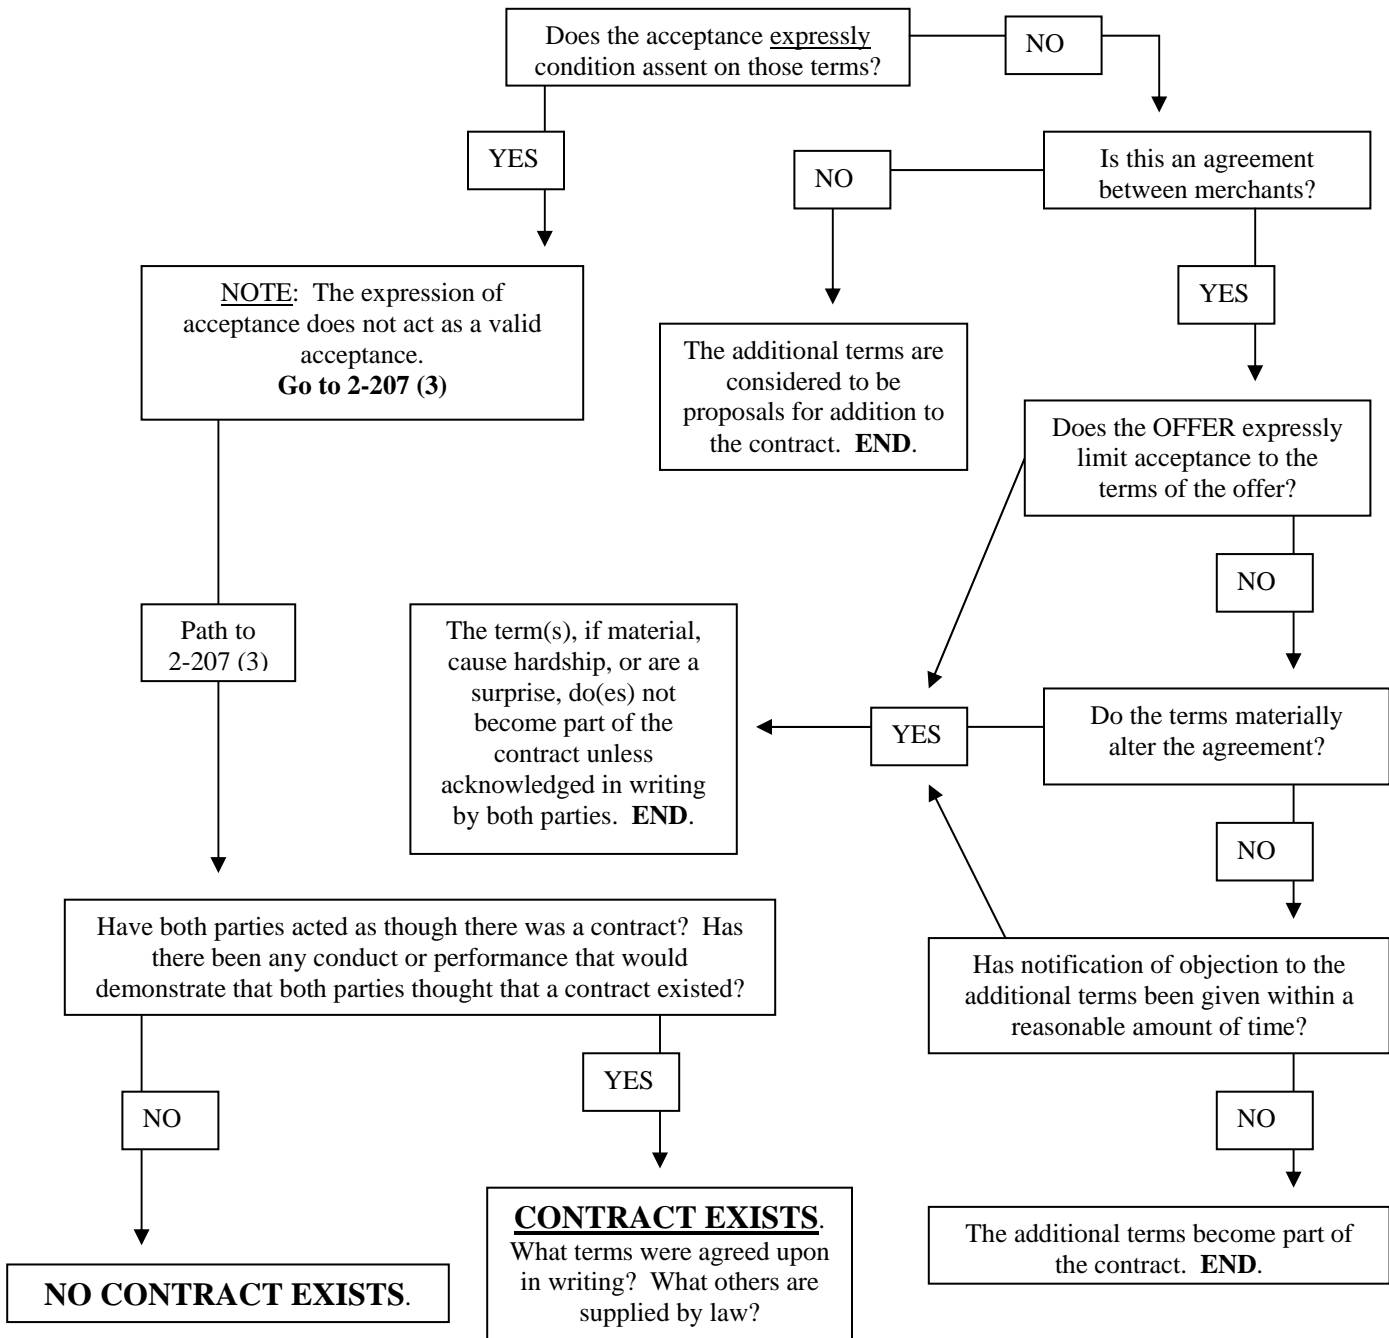 Does the acceptance expressly
condition assent on those terms?
NO
YES
Is this an agreement
between merchants?
NO
YES
NOTE:  The expression of
acceptance does not act as a valid
acceptance.
Go to 2-207 (3)
The additional terms are
considered to be
proposals for addition to
the contract.  END.
Does the OFFER expressly
limit acceptance to the
terms of the offer?
NO
Path to
2-207 (3)
The term(s), if material,
cause hardship, or are a
surprise, do(es) not
become part of the
contract unless
acknowledged in writing
by both parties.  END.
YES
Do the terms materially
alter the agreement?
NO
Have both parties acted as though there was a contract?  Has
there been any conduct or performance that would
demonstrate that both parties thought that a contract existed?
Has notification of objection to the
additional terms been given within a
reasonable amount of time?
NO
YES
NO
CONTRACT EXISTS.
What terms were agreed upon
in writing?  What others are
supplied by law?
The additional terms become part of
the contract.  END.
NO CONTRACT EXISTS.